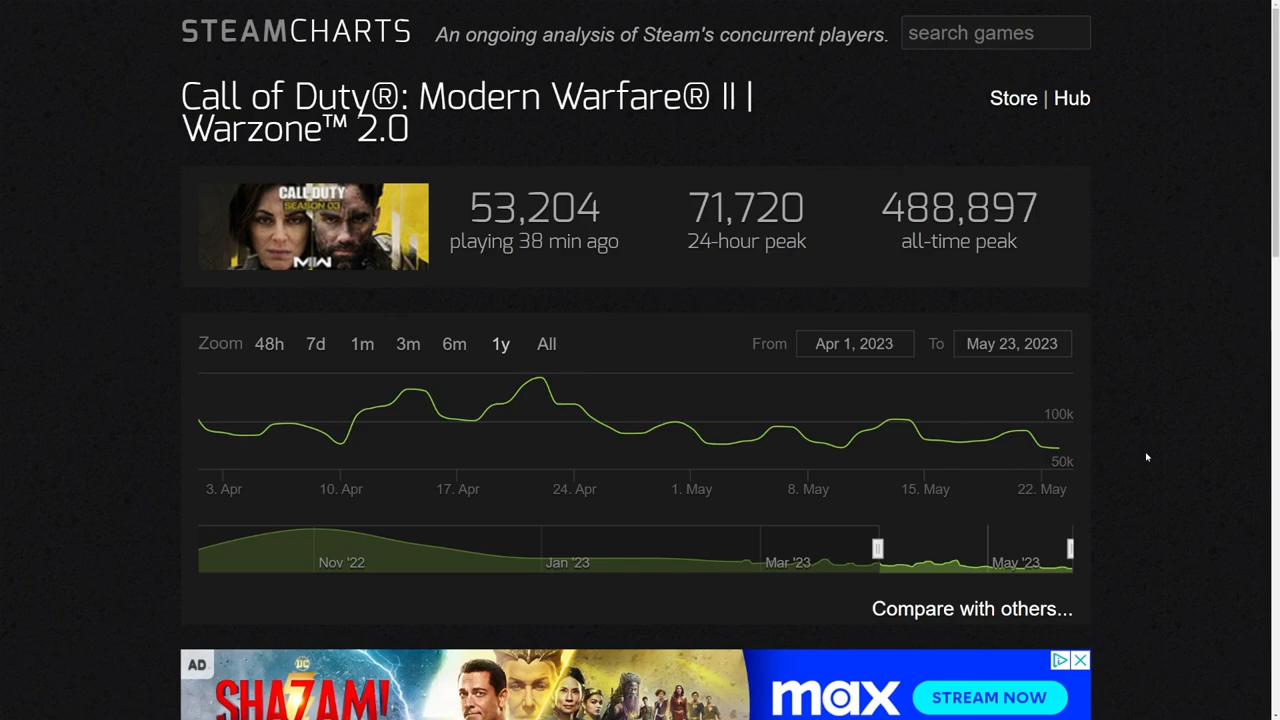 STEAMCHARTS An ongoing analysis of Steam's concurrent players. search games
Call of Duty®: Modern Warfare® II |
Warzone™ 2.0
Store | Hub
CALL OF DUTY
SEASON 03
MWII
53,204
playing 38 min ago
71,720
24-hour peak
488,897
all-time peak
Zoom 48h 7d 1m 3m 6m 1y All From Apr 1, 2023 To May 23, 2023
100k
50k
3. Apr 10. Apr 17. Apr 24. Apr 1. May 8. May 15. May 22. May
Nov '22 Jan '23 Mar '23 May '23
Compare with others...
AD
DC
SHAZAM!
max STREAM NOW